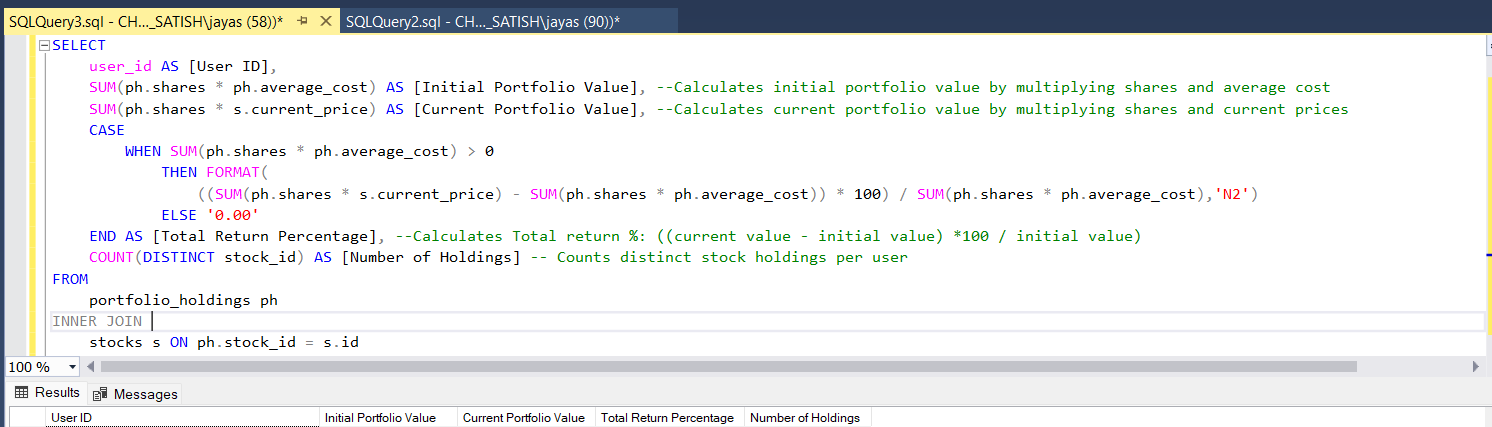 SQLQuery3.sql - CH..._SATISH\jayas (58))*    SQLQuery2.sql - CH..._SATISH\jayas (90))*
SELECT
user_id AS [User ID],
SUM(ph.shares * ph.average_cost) AS [Initial Portfolio Value], --Calculates initial portfolio value by multiplying shares and average cost
SUM(ph.shares * s.current_price) AS [Current Portfolio Value], --Calculates current portfolio value by multiplying shares and current prices
CASE
WHEN SUM(ph.shares * ph.average_cost) > 0
THEN FORMAT(
((SUM(ph.shares * s.current_price) - SUM(ph.shares * ph.average_cost)) * 100) / SUM(ph.shares * ph.average_cost),'N2')
ELSE '0.00'
END AS [Total Return Percentage], --Calculates Total return %: ((current value - initial value) *100 / initial value)
COUNT(DISTINCT stock_id) AS [Number of Holdings] -- Counts distinct stock holdings per user
FROM
portfolio_holdings ph
INNER JOIN
stocks s ON ph.stock_id = s.id
100 %
Results    Messages
User ID    Initial Portfolio Value    Current Portfolio Value    Total Return Percentage    Number of Holdings